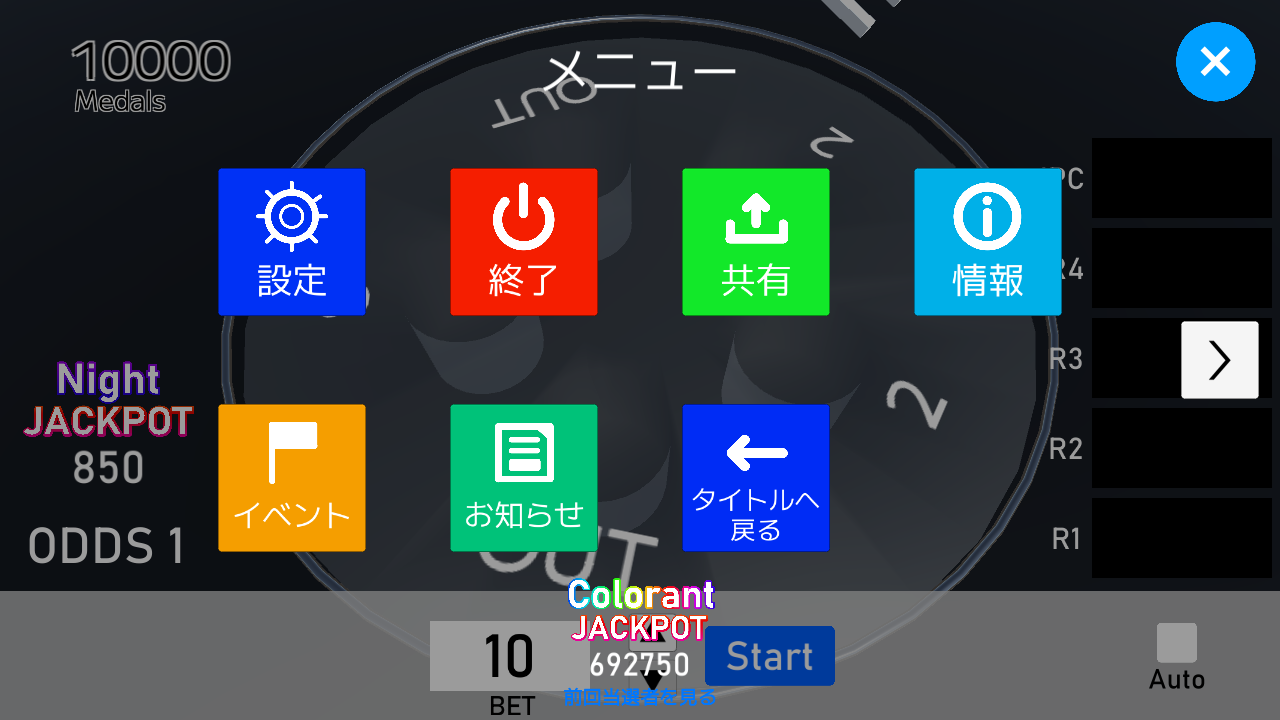 10000
Medals
メニュー
OUT
2
PC
設定
終了
共有
情報
R4
R3
2
Night
JACKPOT
850
ODDS 1
イベント
お知らせ
タイトルへ
戻る
R2
R1
OUT
Colorant
JACKPOT
692750
前回当選者を見る
10
BET
Start
Auto